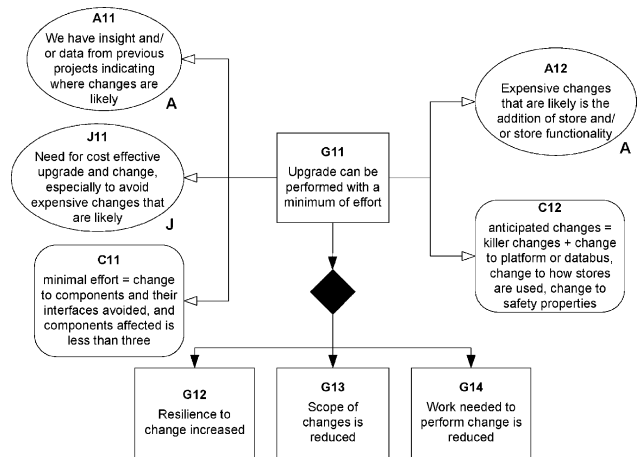 A11
We have insight and/
or data from previous
projects indicating
where changes are
likely
A
J11
Need for cost effective
upgrade and change,
especially to avoid
expensive changes that
are likely
J
C11
minimal effort = change
to components and their
interfaces avoided, and
components affected is
less than three
G11
Upgrade can be
performed with a
minimum of effort
A12
Expensive changes
that are likely is the
addition of store and/
or store functionality
A
C12
anticipated changes =
killer changes + change
to platform or databus,
change to how stores
are used, change to
safety properties
G12
Resilience to
change increased
G13
Scope of
changes is
reduced
G14
Work needed to
perform change is
reduced